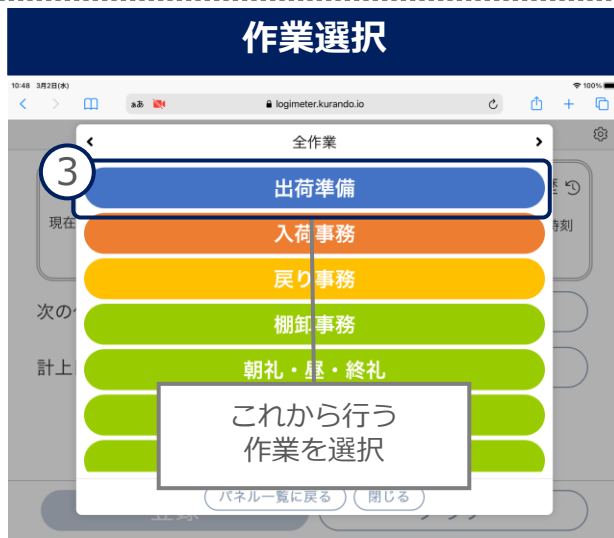 作業選択
10:48 3月2日(水)
100%
ぁあ
logimeter.kurando.io
全作業
3
出荷準備
現在
時刻
入荷事務
戻り事務
次の
棚卸事務
計上
朝礼・昼・終礼
これから行う
作業を選択
パネル一覧に戻る 閉じる